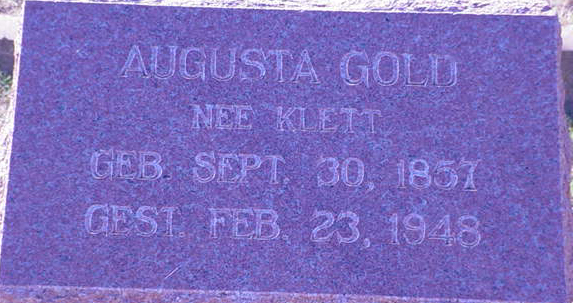 AUGUSTA GOLD
NEE KLETT
GEB. SEPT. 30, 1857
GEST. FEB. 23, 1948